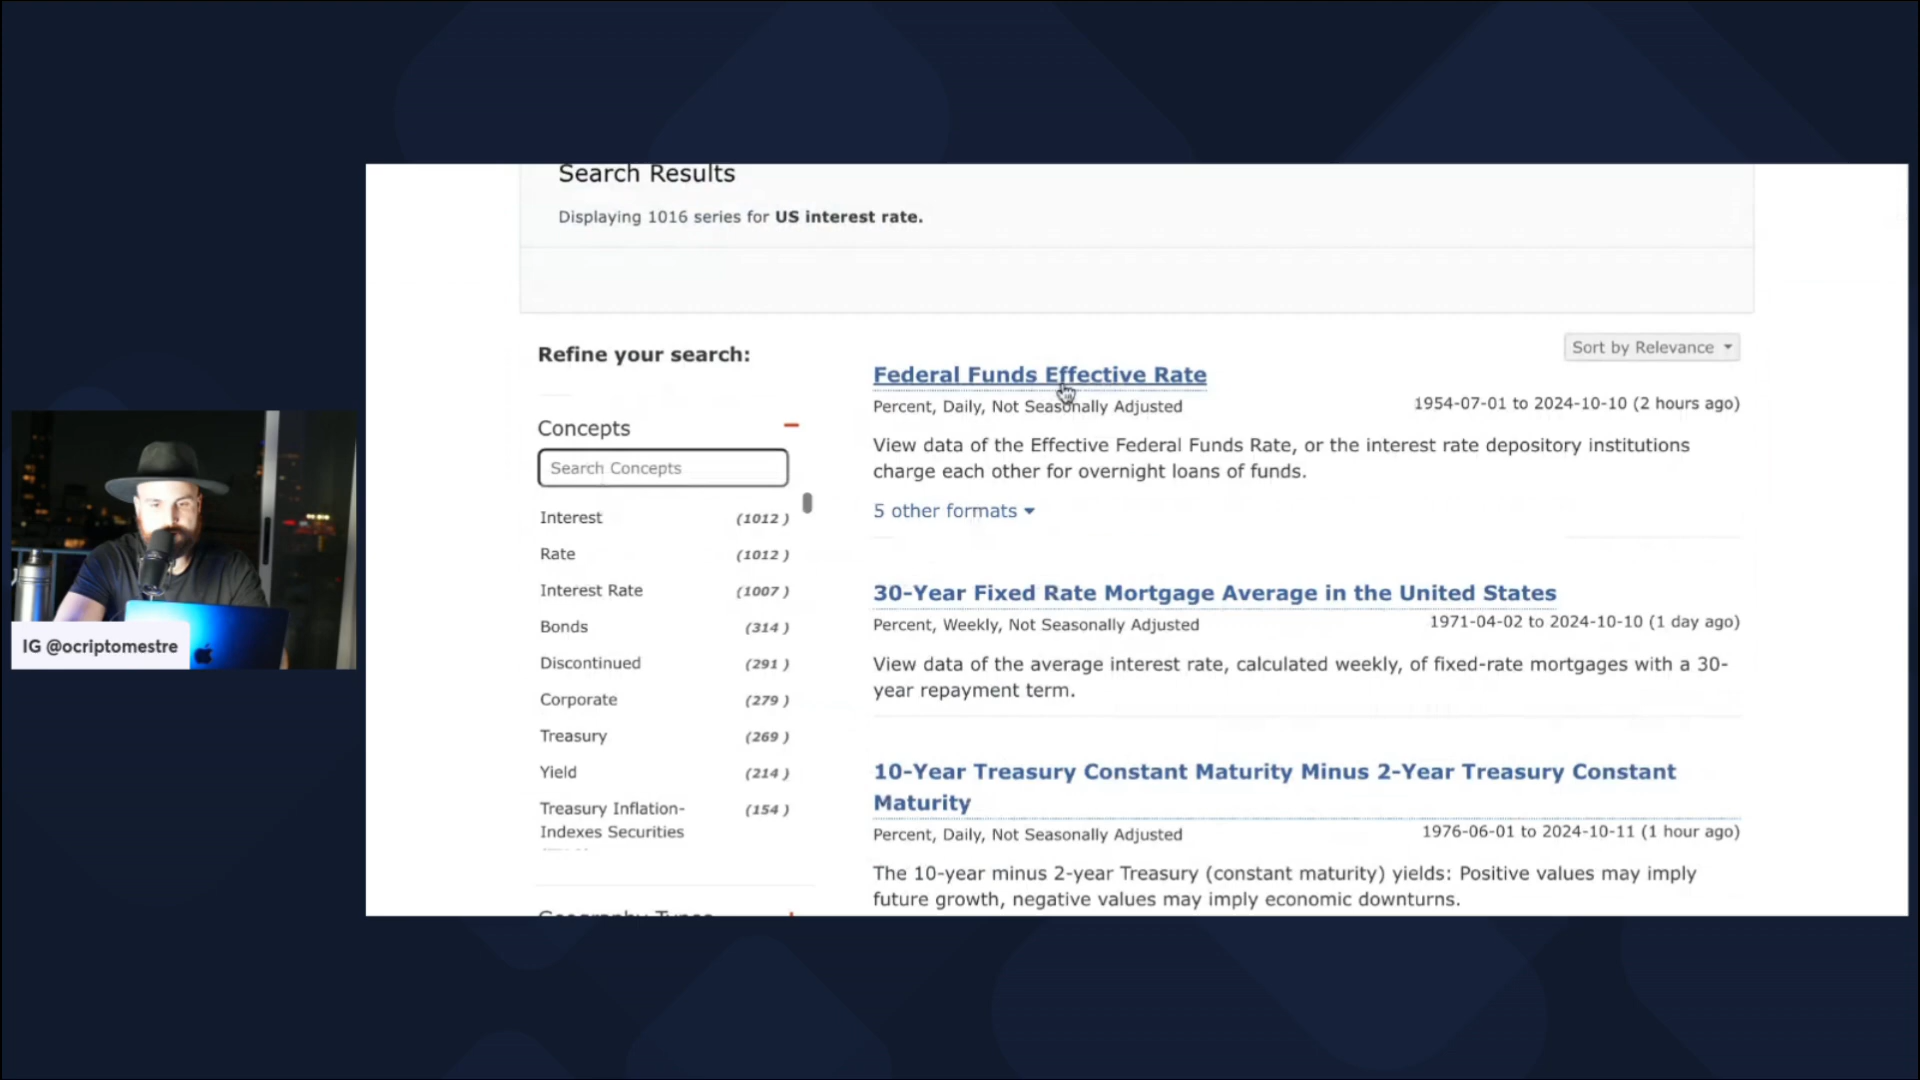 Search Results
Displaying 1016 series for US interest rate.
Refine your search:
Sort by Relevance
Concepts
Search Concepts
Interest (1012 )
Rate (1012 )
Interest Rate (1007 )
Bonds (314 )
Discontinued (291 )
Corporate (279 )
Treasury (269 )
Yield (214 )
Treasury Inflation- (154 )
Indexes Securities
Federal Funds Effective Rate
Percent, Daily, Not Seasonally Adjusted
1954-07-01 to 2024-10-10 (2 hours ago)
View data of the Effective Federal Funds Rate, or the interest rate depository institutions
charge each other for overnight loans of funds.
5 other formats
30-Year Fixed Rate Mortgage Average in the United States
Percent, Weekly, Not Seasonally Adjusted
1971-04-02 to 2024-10-10 (1 day ago)
View data of the average interest rate, calculated weekly, of fixed-rate mortgages with a 30-
year repayment term.
10-Year Treasury Constant Maturity Minus 2-Year Treasury Constant
Maturity
Percent, Daily, Not Seasonally Adjusted
1976-06-01 to 2024-10-11 (1 hour ago)
The 10-year minus 2-year Treasury (constant maturity) yields: Positive values may imply
future growth, negative values may imply economic downturns.
IG @ocriptomestre